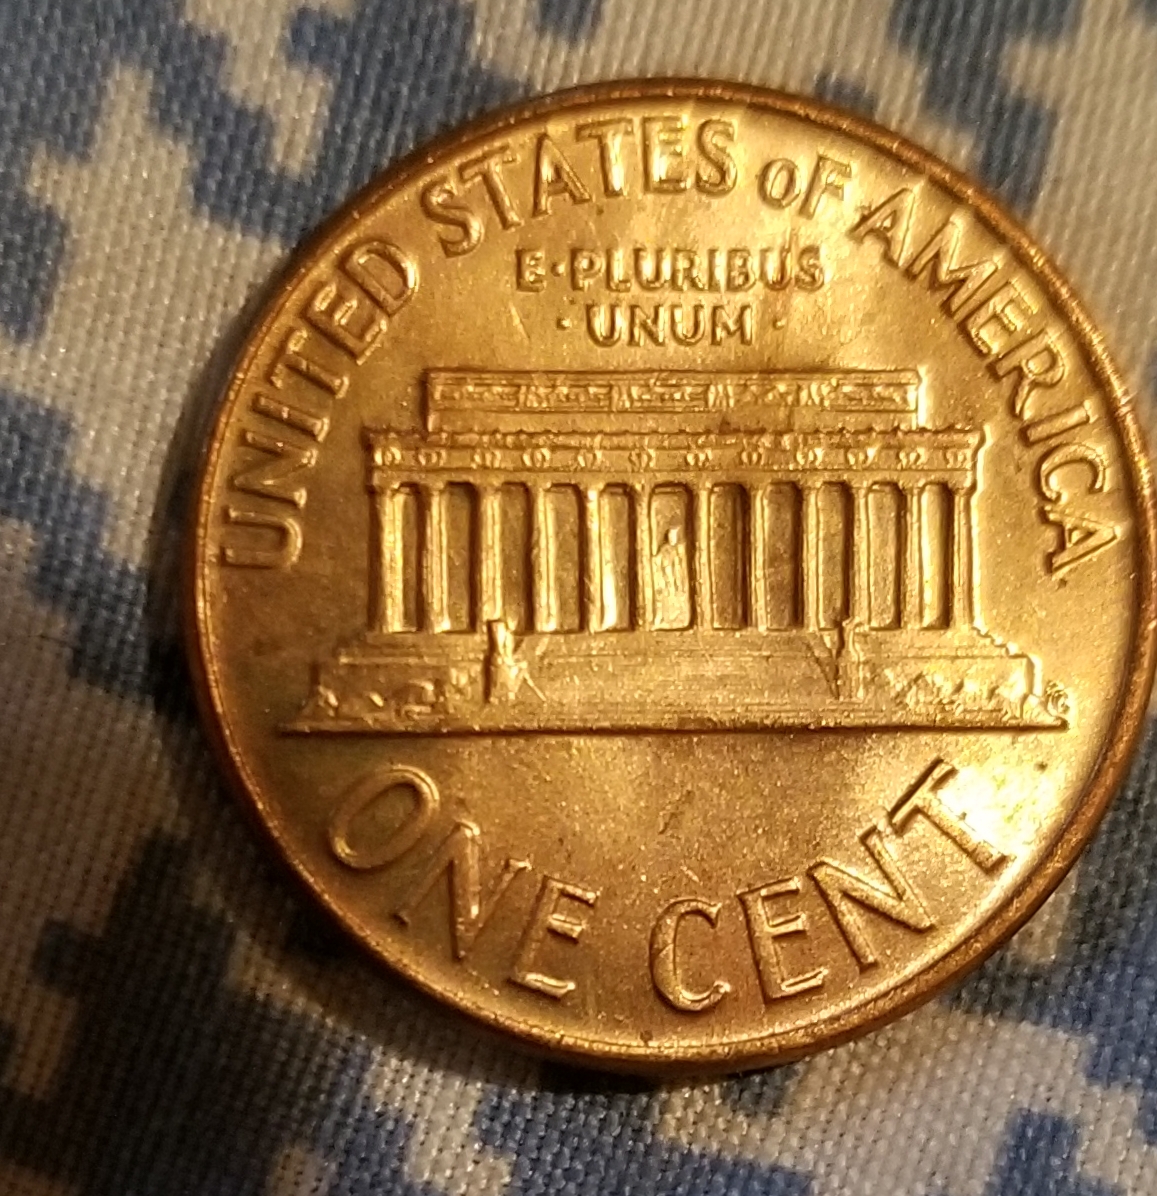 UNITED STATES OF AMERICA
E·PLURIBUS
·UNUM·
ONE CENT